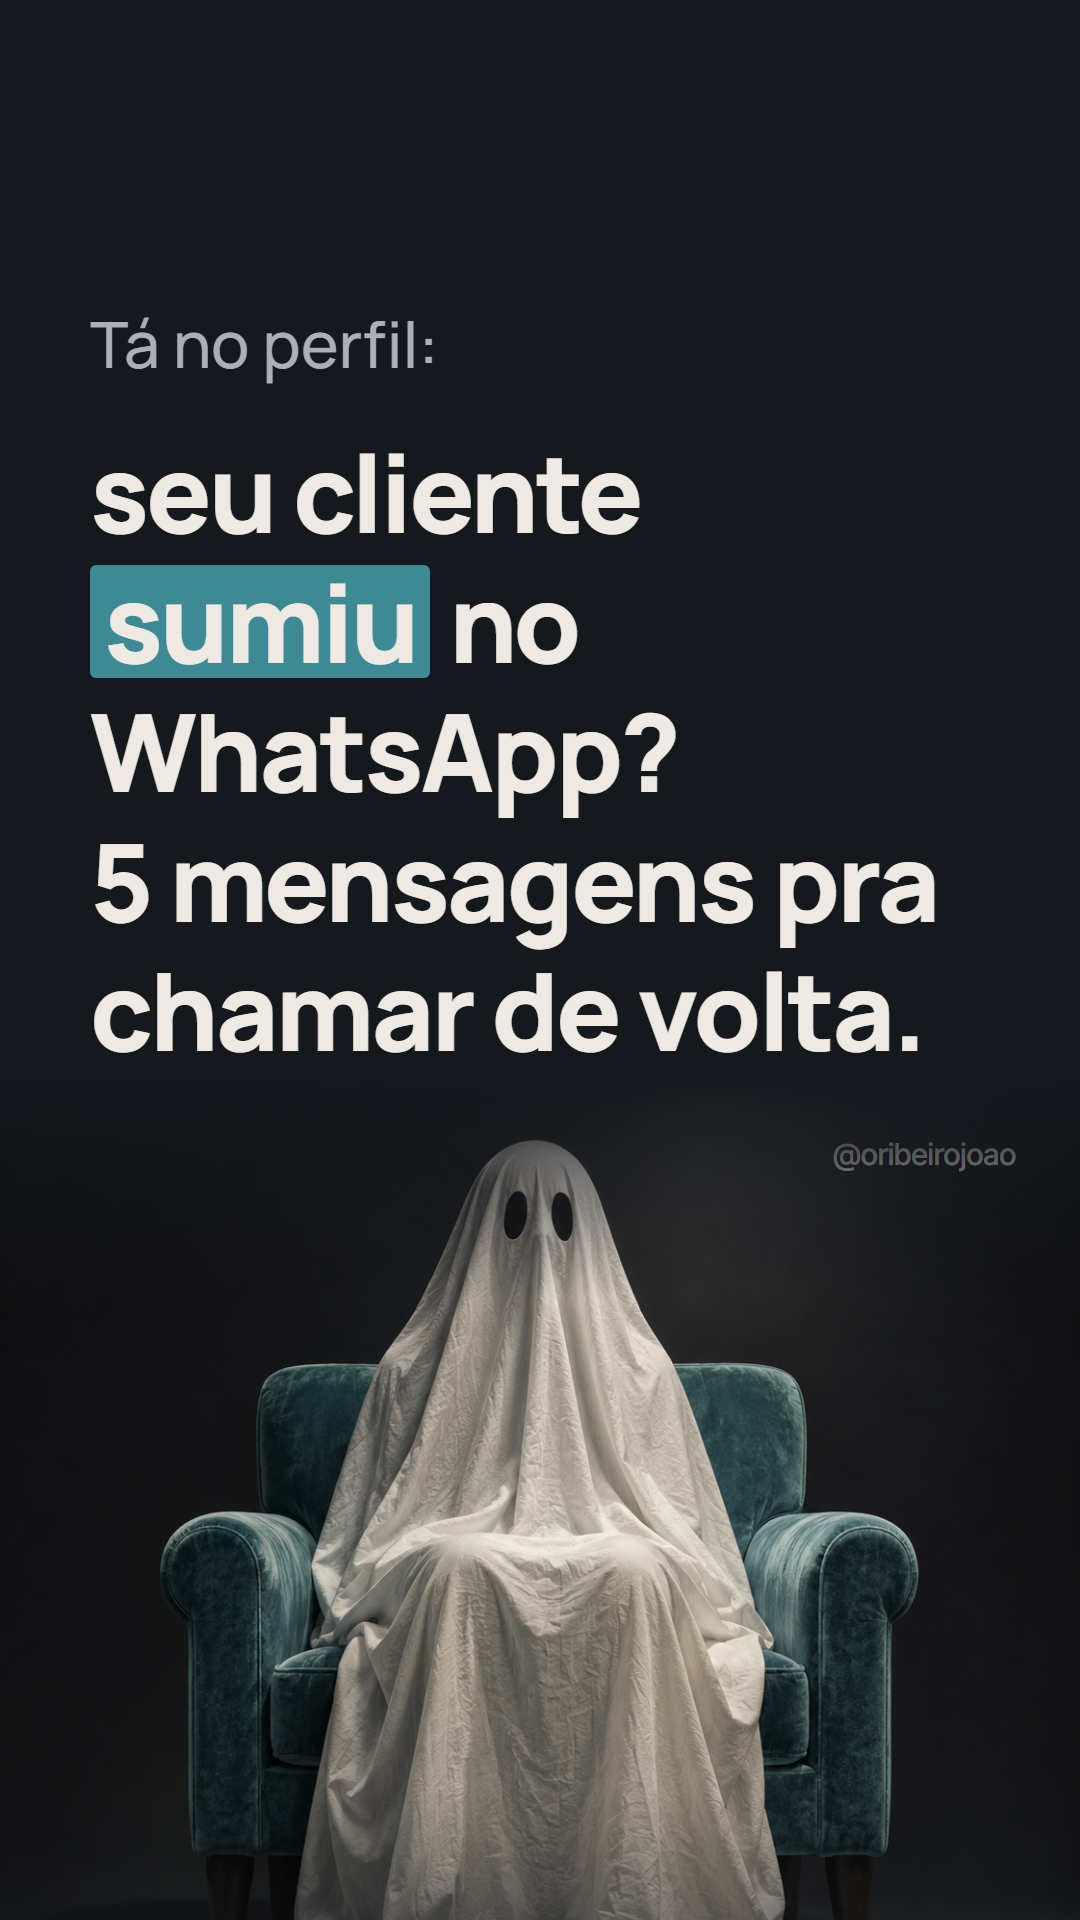 Tá no perfil:
seu cliente
sumiu no
WhatsApp?
5 mensagens pra
chamar de volta.
@oribeirojoao